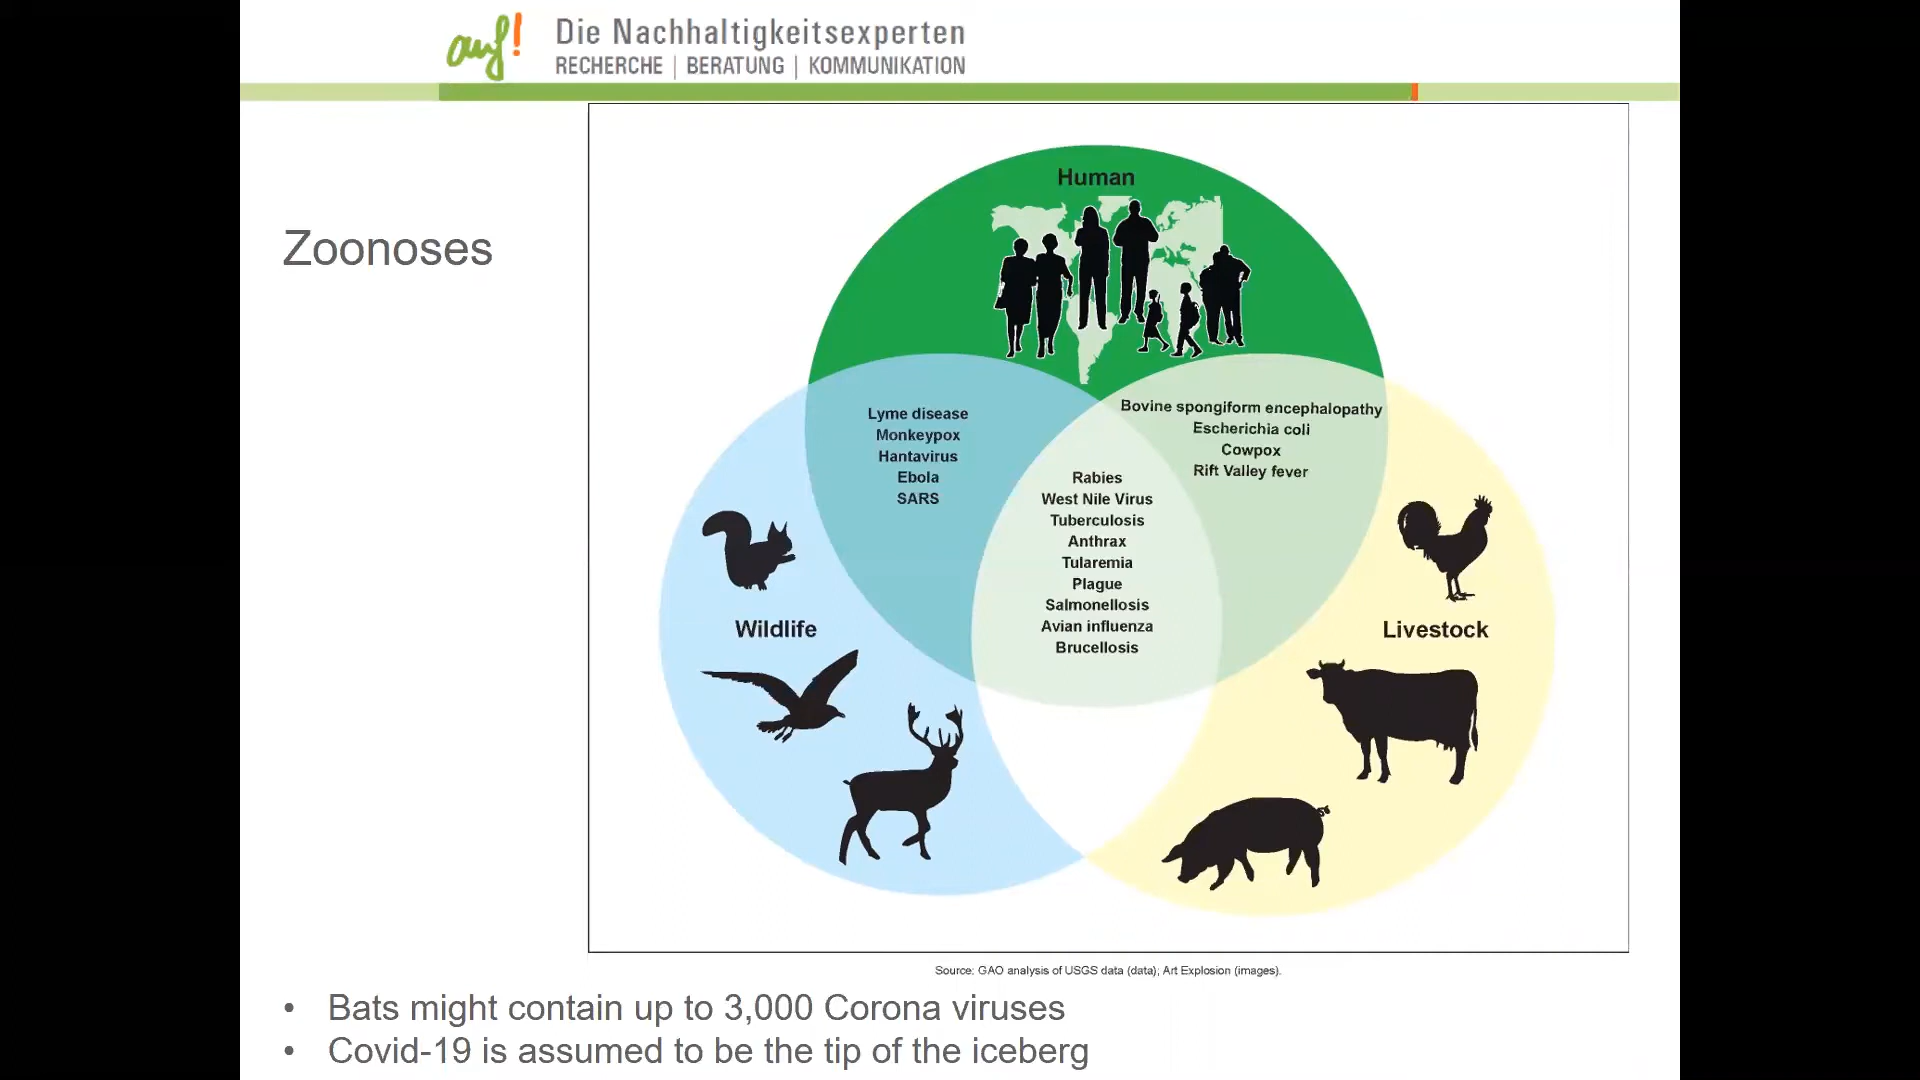 auf!
Die Nachhaltigkeitsexperten
RECHERCHE | BERATUNG | KOMMUNIKATION
Zoonoses
Human
Lyme disease
Monkeypox
Hantavirus
Ebola
SARS
Bovine spongiform encephalopathy
Escherichia coli
Cowpox
Rift Valley fever
Rabies
West Nile Virus
Tuberculosis
Anthrax
Tularemia
Plague
Salmonellosis
Avian influenza
Brucellosis
Wildlife
Livestock
Source: GAO analysis of USGS data (data); Art Explosion (images).
• Bats might contain up to 3,000 Corona viruses
• Covid-19 is assumed to be the tip of the iceberg